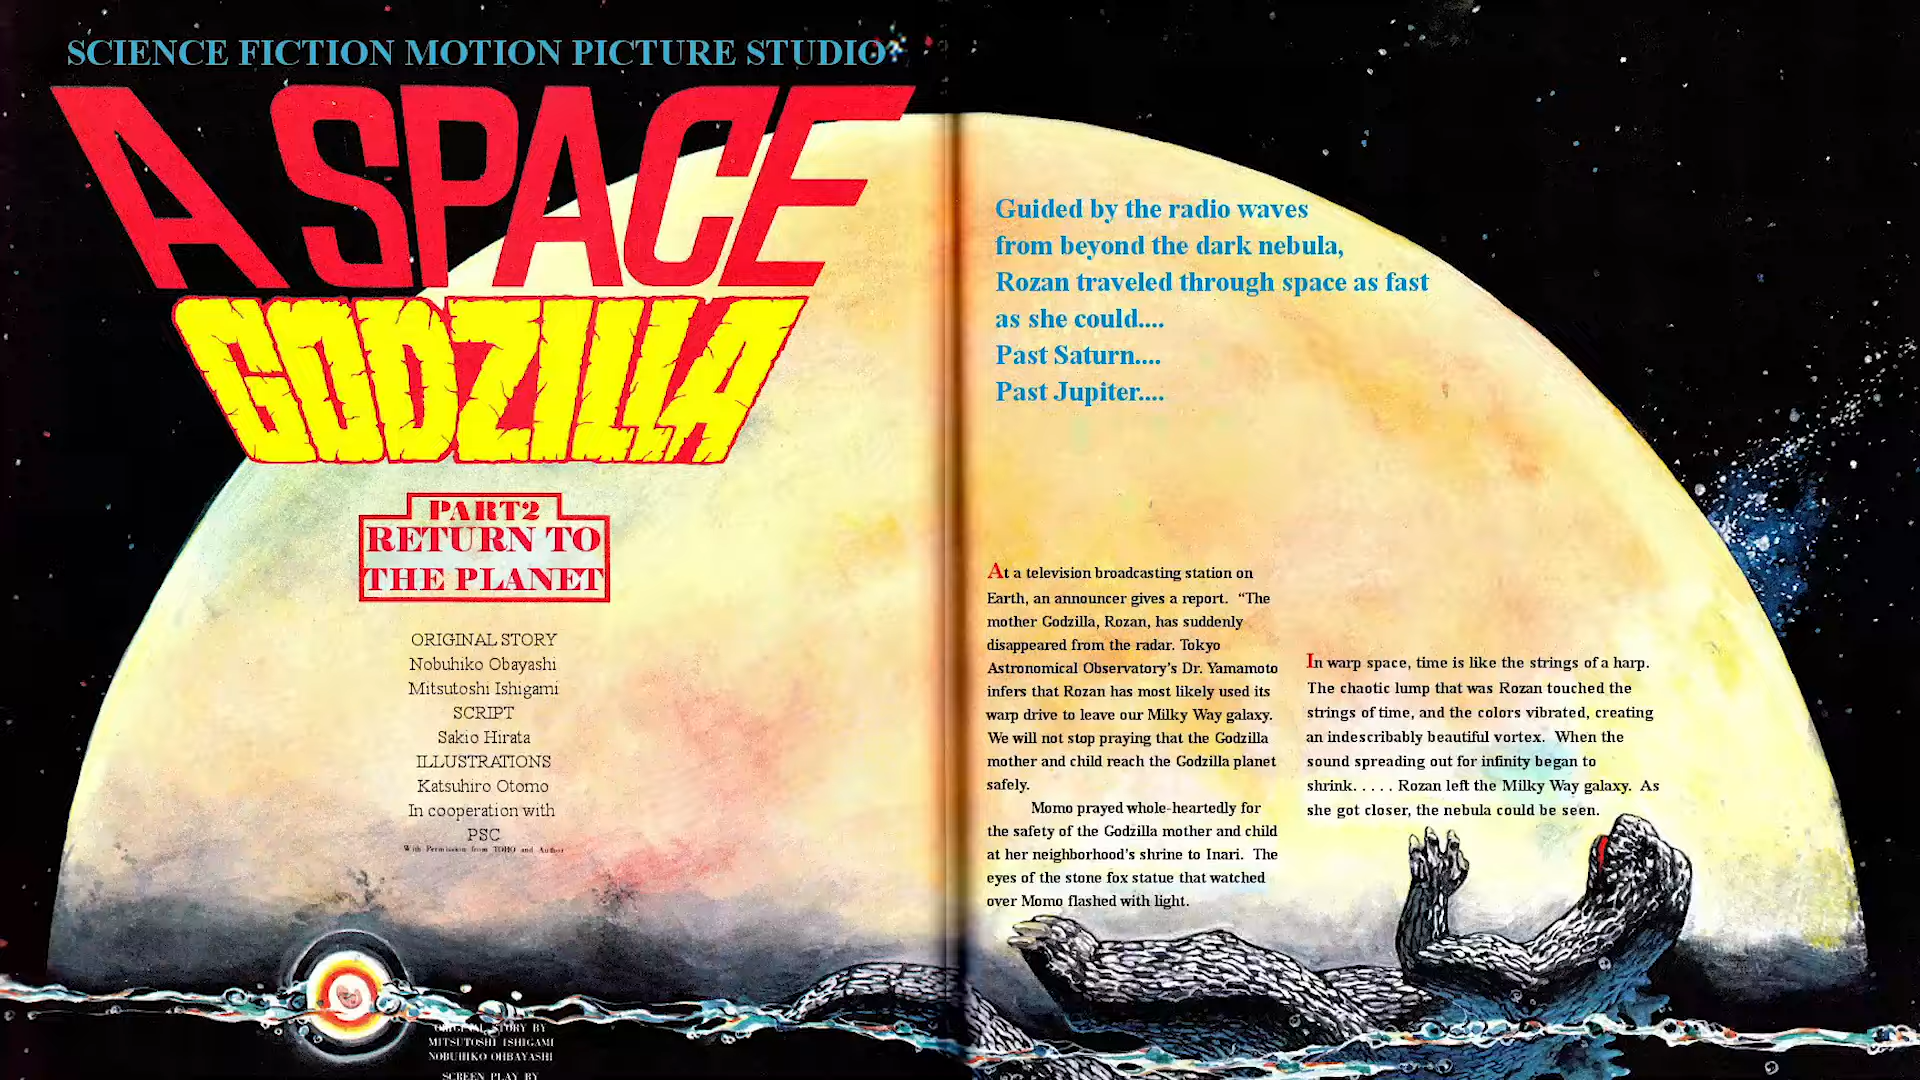 SCIENCE FICTION MOTION PICTURE STUDIO
A SPACE
GODZILLA
PART2
RETURN TO
THE PLANET
ORIGINAL STORY
Nobuhiko Obayashi
Mitsutoshi Ishigami
SCRIPT
Sakio Hirata
ILLUSTRATIONS
Katsuhiro Otomo
In cooperation with
PSC
With Permission from TOHO and Author
ORIGINAL STORY BY
MITSUTOSHI ISHIGAMI
NOBUHIKO OHBAYASHI
SCREEN PLAY BY
Guided by the radio waves
from beyond the dark nebula,
Rozan traveled through space as fast
as she could....
Past Saturn....
Past Jupiter....
At a television broadcasting station on
Earth, an announcer gives a report.  “The
mother Godzilla, Rozan, has suddenly
disappeared from the radar. Tokyo
Astronomical Observatory’s Dr. Yamamoto
infers that Rozan has most likely used its
warp drive to leave our Milky Way galaxy.
We will not stop praying that the Godzilla
mother and child reach the Godzilla planet
safely.
Momo prayed whole-heartedly for
the safety of the Godzilla mother and child
at her neighborhood’s shrine to Inari.  The
eyes of the stone fox statue that watched
over Momo flashed with light.
In warp space, time is like the strings of a harp.
The chaotic lump that was Rozan touched the
strings of time, and the colors vibrated, creating
an indescribably beautiful vortex.  When the
sound spreading out for infinity began to
shrink. . . . . Rozan left the Milky Way galaxy.  As
she got closer, the nebula could be seen.